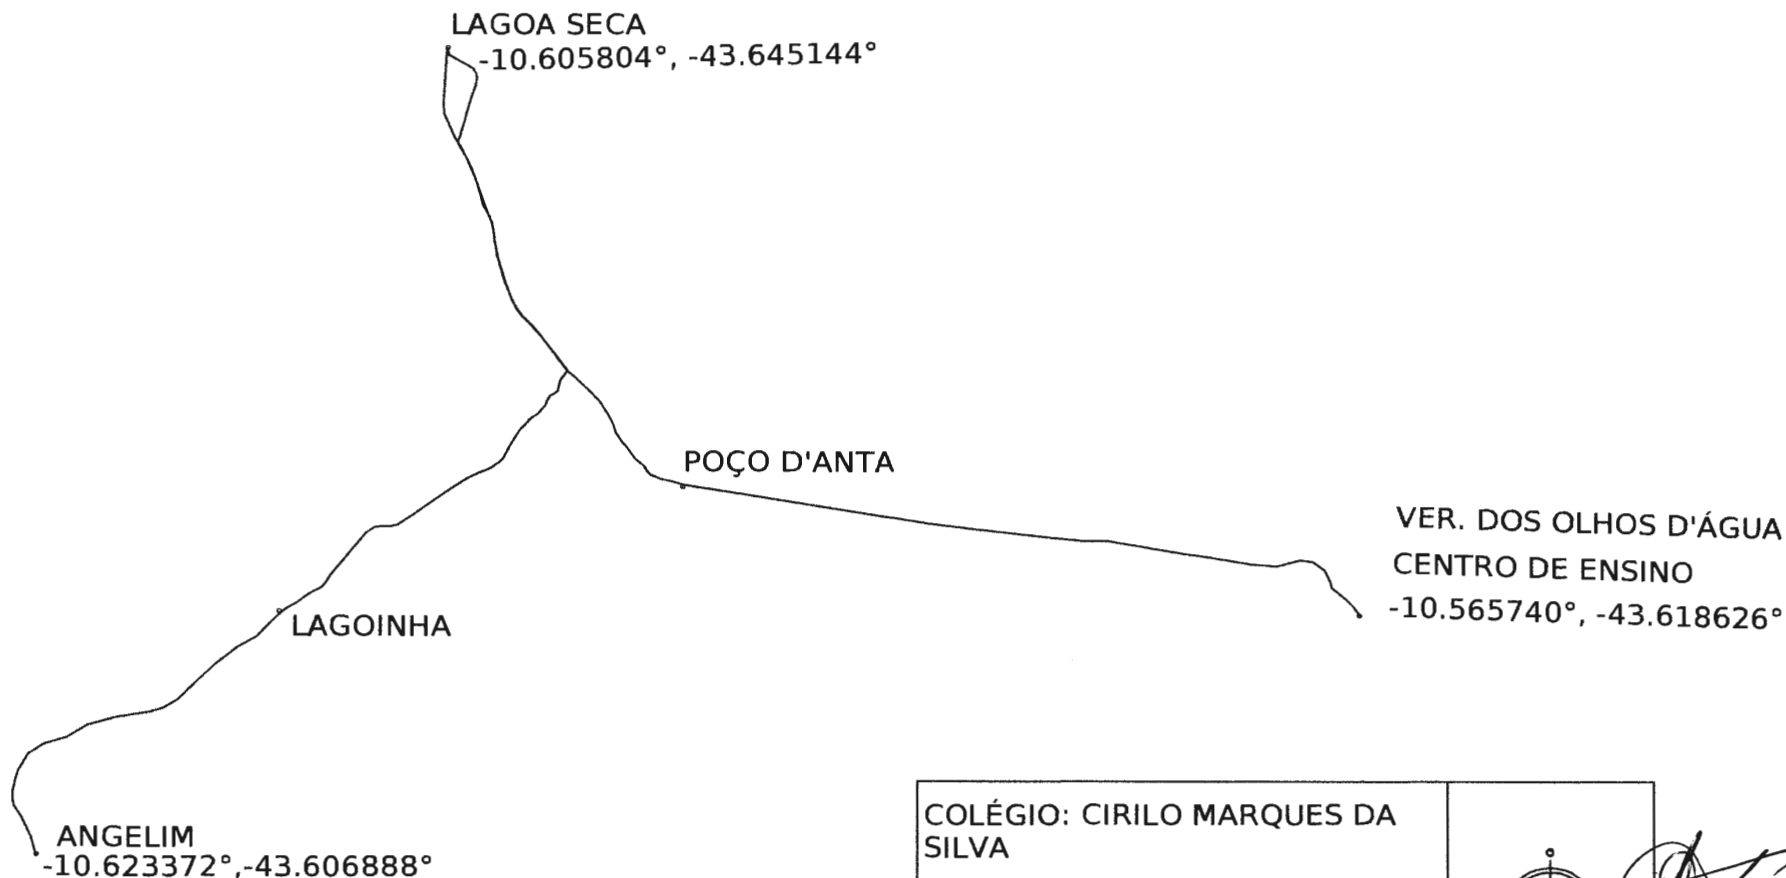 LAGOA SECA
-10.605804°, -43.645144°
POÇO D'ANTA
VER. DOS OLHOS D'ÁGUA
CENTRO DE ENSINO
-10.565740°, -43.618626°
LAGOINHA
ANGELIM
-10.623372°,-43.606888°
COLÉGIO: CIRILO MARQUES DA
SILVA